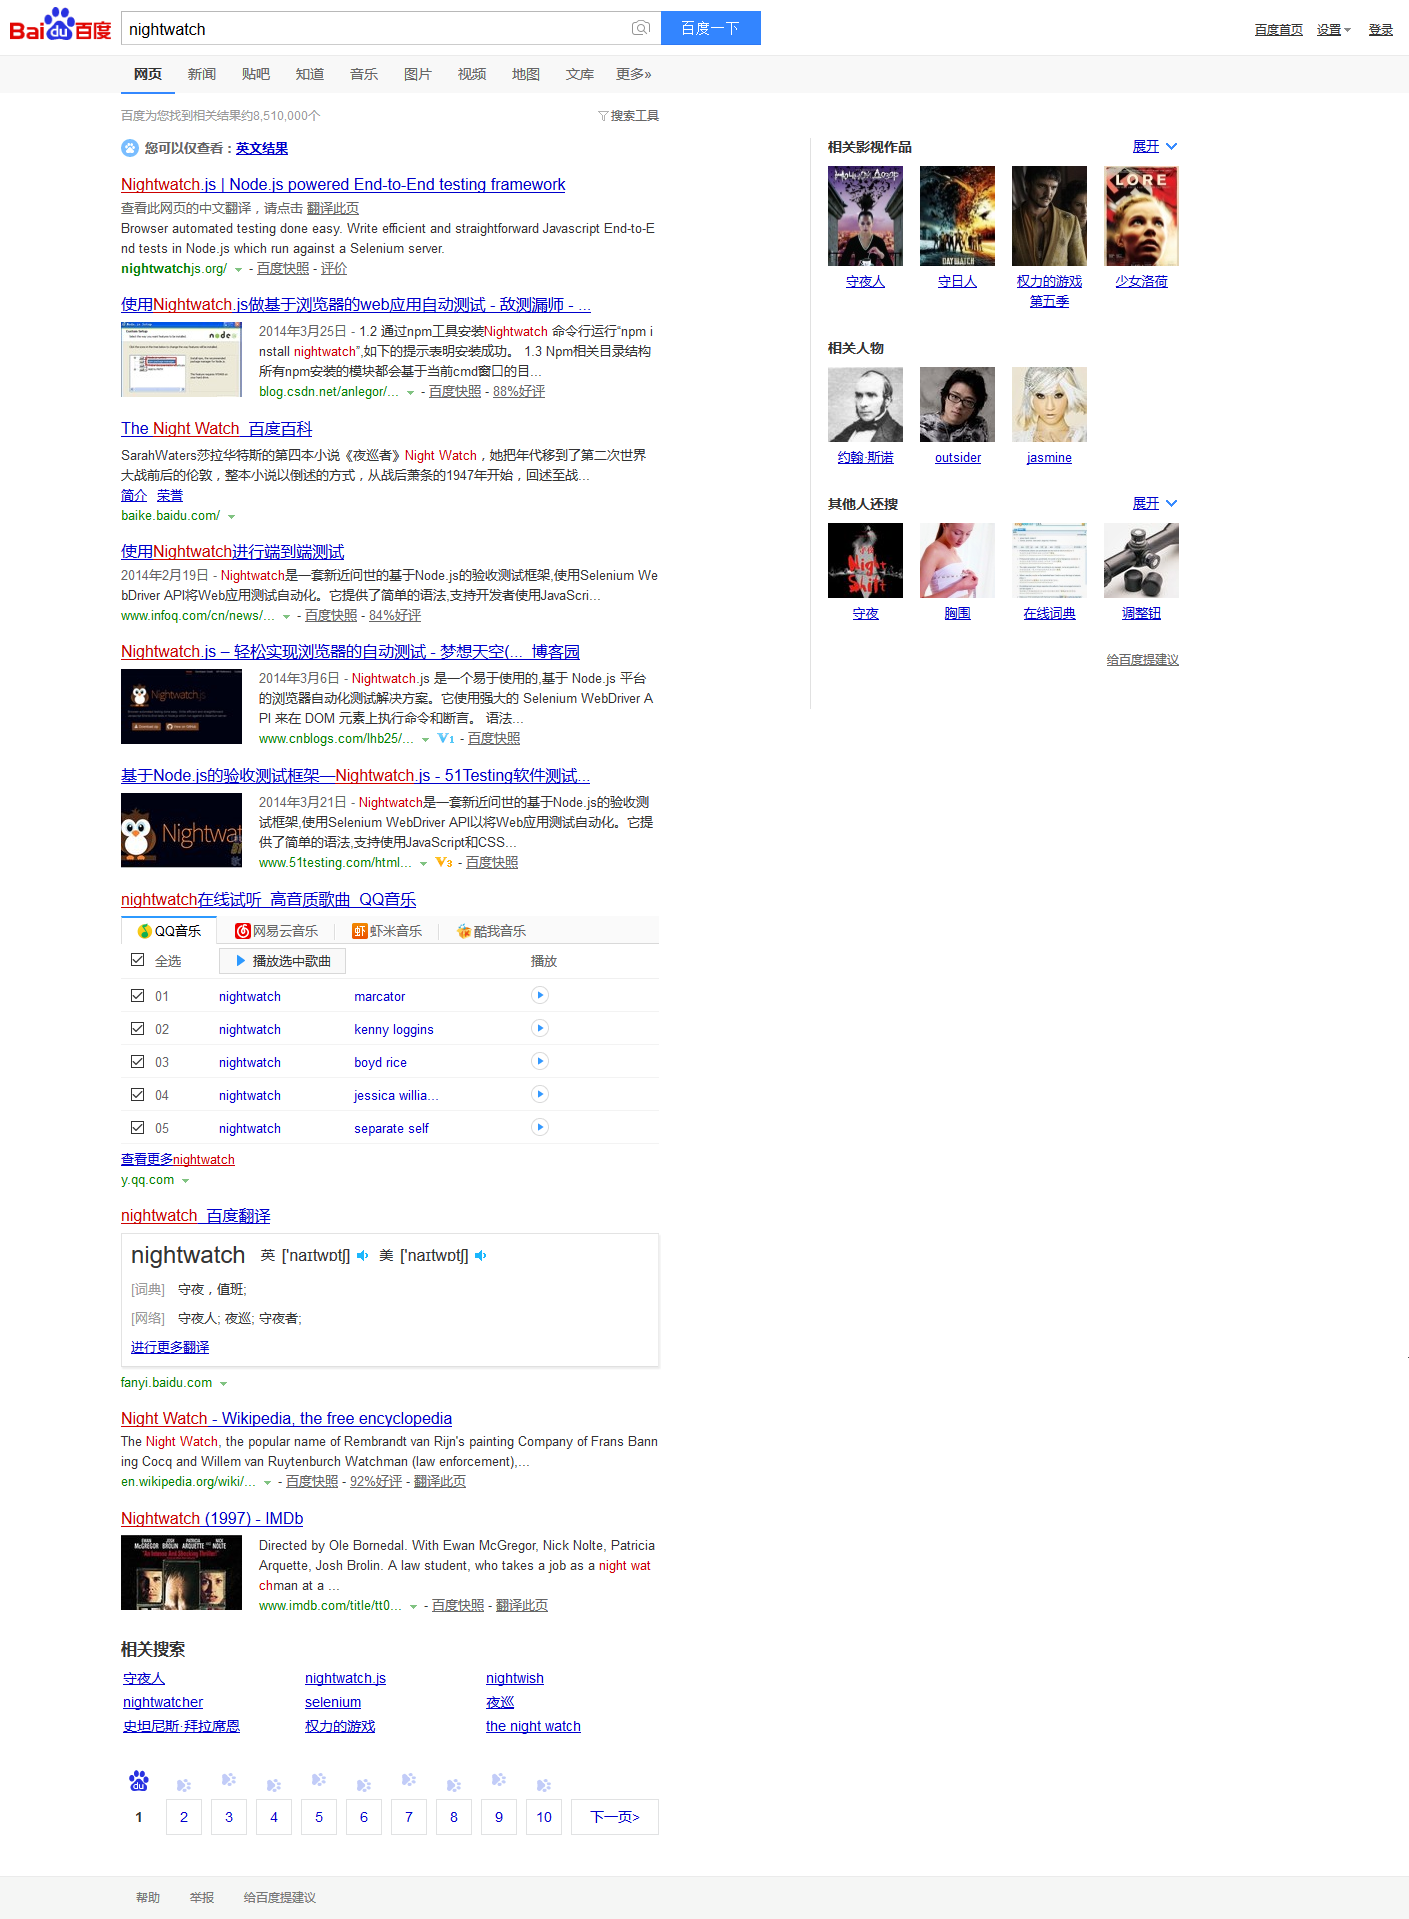 Bai du 百度
nightwatch
百度一下
百度首页 设置 登录
网页 新闻 贴吧 知道 音乐 图片 视频 地图 文库 更多»
百度为您找到相关结果约8,510,000个
搜索工具
您可以仅查看：英文结果
Nightwatch.js | Node.js powered End-to-End testing framework
查看此网页的中文翻译，请点击 翻译此页
Browser automated testing done easy. Write efficient and straightforward Javascript End-to-E
nd tests in Node.js which run against a Selenium server.
nightwatchjs.org/ - 百度快照 - 评价
使用Nightwatch.js做基于浏览器的web应用自动测试 - 敌测漏师 - ...
2014年3月25日 - 1.2 通过npm工具安装Nightwatch 命令行运行“npm i
nstall nightwatch”,如下的提示表明安装成功。 1.3 Npm相关目录结构
所有npm安装的模块都会基于当前cmd窗口的目...
blog.csdn.net/anlegor/... - 百度快照 - 88%好评
The Night Watch_百度百科
SarahWaters莎拉华特斯的第四本小说《夜巡者》Night Watch，她把年代移到了第二次世界
大战前后的伦敦，整本小说以倒述的方式，从战后萧条的1947年开始，回述至战...
简介 荣誉
baike.baidu.com/
使用Nightwatch进行端到端测试
2014年2月19日 - Nightwatch是一套新近问世的基于Node.js的验收测试框架,使用Selenium We
bDriver API将Web应用测试自动化。它提供了简单的语法,支持开发者使用JavaScri...
www.infoq.com/cn/news/... - 百度快照 - 84%好评
Nightwatch.js – 轻松实现浏览器的自动测试 - 梦想天空(..._博客园
Nightwatch.js
2014年3月6日 - Nightwatch.js 是一个易于使用的,基于 Node.js 平台
的浏览器自动化测试解决方案。它使用强大的 Selenium WebDriver A
PI 来在 DOM 元素上执行命令和断言。 语法...
www.cnblogs.com/lhb25/... V1 - 百度快照
基于Node.js的验收测试框架—Nightwatch.js - 51Testing软件测试...
Nightwat
2014年3月21日 - Nightwatch是一套新近问世的基于Node.js的验收测
试框架,使用Selenium WebDriver API以将Web应用测试自动化。它提
供了简单的语法,支持使用JavaScript和CSS...
www.51testing.com/html... V3 - 百度快照
nightwatch在线试听_高音质歌曲_QQ音乐
QQ音乐 网易云音乐 虾米音乐 酷我音乐
全选 播放选中歌曲 播放
01 nightwatch marcator
02 nightwatch kenny loggins
03 nightwatch boyd rice
04 nightwatch jessica willia...
05 nightwatch separate self
查看更多nightwatch
y.qq.com
nightwatch_百度翻译
nightwatch 英 ['naɪtwɒtʃ] 美 ['naɪtwɒtʃ]
[词典] 守夜，值班;
[网络] 守夜人; 夜巡; 守夜者;
进行更多翻译
fanyi.baidu.com
Night Watch - Wikipedia, the free encyclopedia
The Night Watch, the popular name of Rembrandt van Rijn's painting Company of Frans Bann
ing Cocq and Willem van Ruytenburch Watchman (law enforcement),...
en.wikipedia.org/wiki/... - 百度快照 - 92%好评 - 翻译此页
Nightwatch (1997) - IMDb
EWAN JOSH PATRICIA NICK
McGREGOR BROLIN ARQUETTE NOLTE
Directed by Ole Bornedal. With Ewan McGregor, Nick Nolte, Patricia
Arquette, Josh Brolin. A law student, who takes a job as a night wat
chman at a ...
www.imdb.com/title/tt0... - 百度快照 - 翻译此页
相关搜索
守夜人 nightwatch.js nightwish
nightwatcher selenium 夜巡
史坦尼斯·拜拉席恩 权力的游戏 the night watch
du
1 2 3 4 5 6 7 8 9 10 下一页>
相关影视作品 展开
НОЧНОЙ ДОЗОР
DAY WATCH
LORE
守夜人 守日人 权力的游戏 少女洛荷
第五季
相关人物
约翰·斯诺 outsider jasmine
其他人还搜 展开
Night
Shift
守夜 胸围 在线词典 调整钮
给百度提建议
帮助 举报 给百度提建议